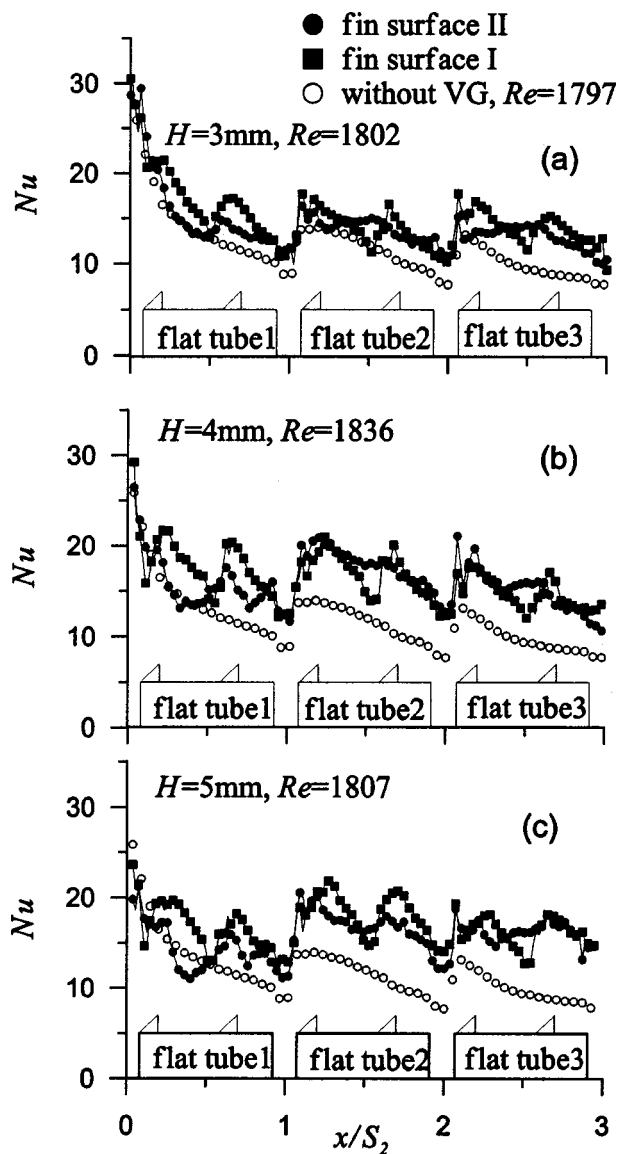 fin surface II
fin surface I
without VG, Re=1797
H=3mm, Re=1802
(a)
Nu
30
20
10
0
flat tube1
flat tube2
flat tube3
H=4mm, Re=1836
(b)
Nu
30
20
10
0
flat tube1
flat tube2
flat tube3
H=5mm, Re=1807
(c)
Nu
30
20
10
0
flat tube1
flat tube2
flat tube3
0
1
2
3
x/S2